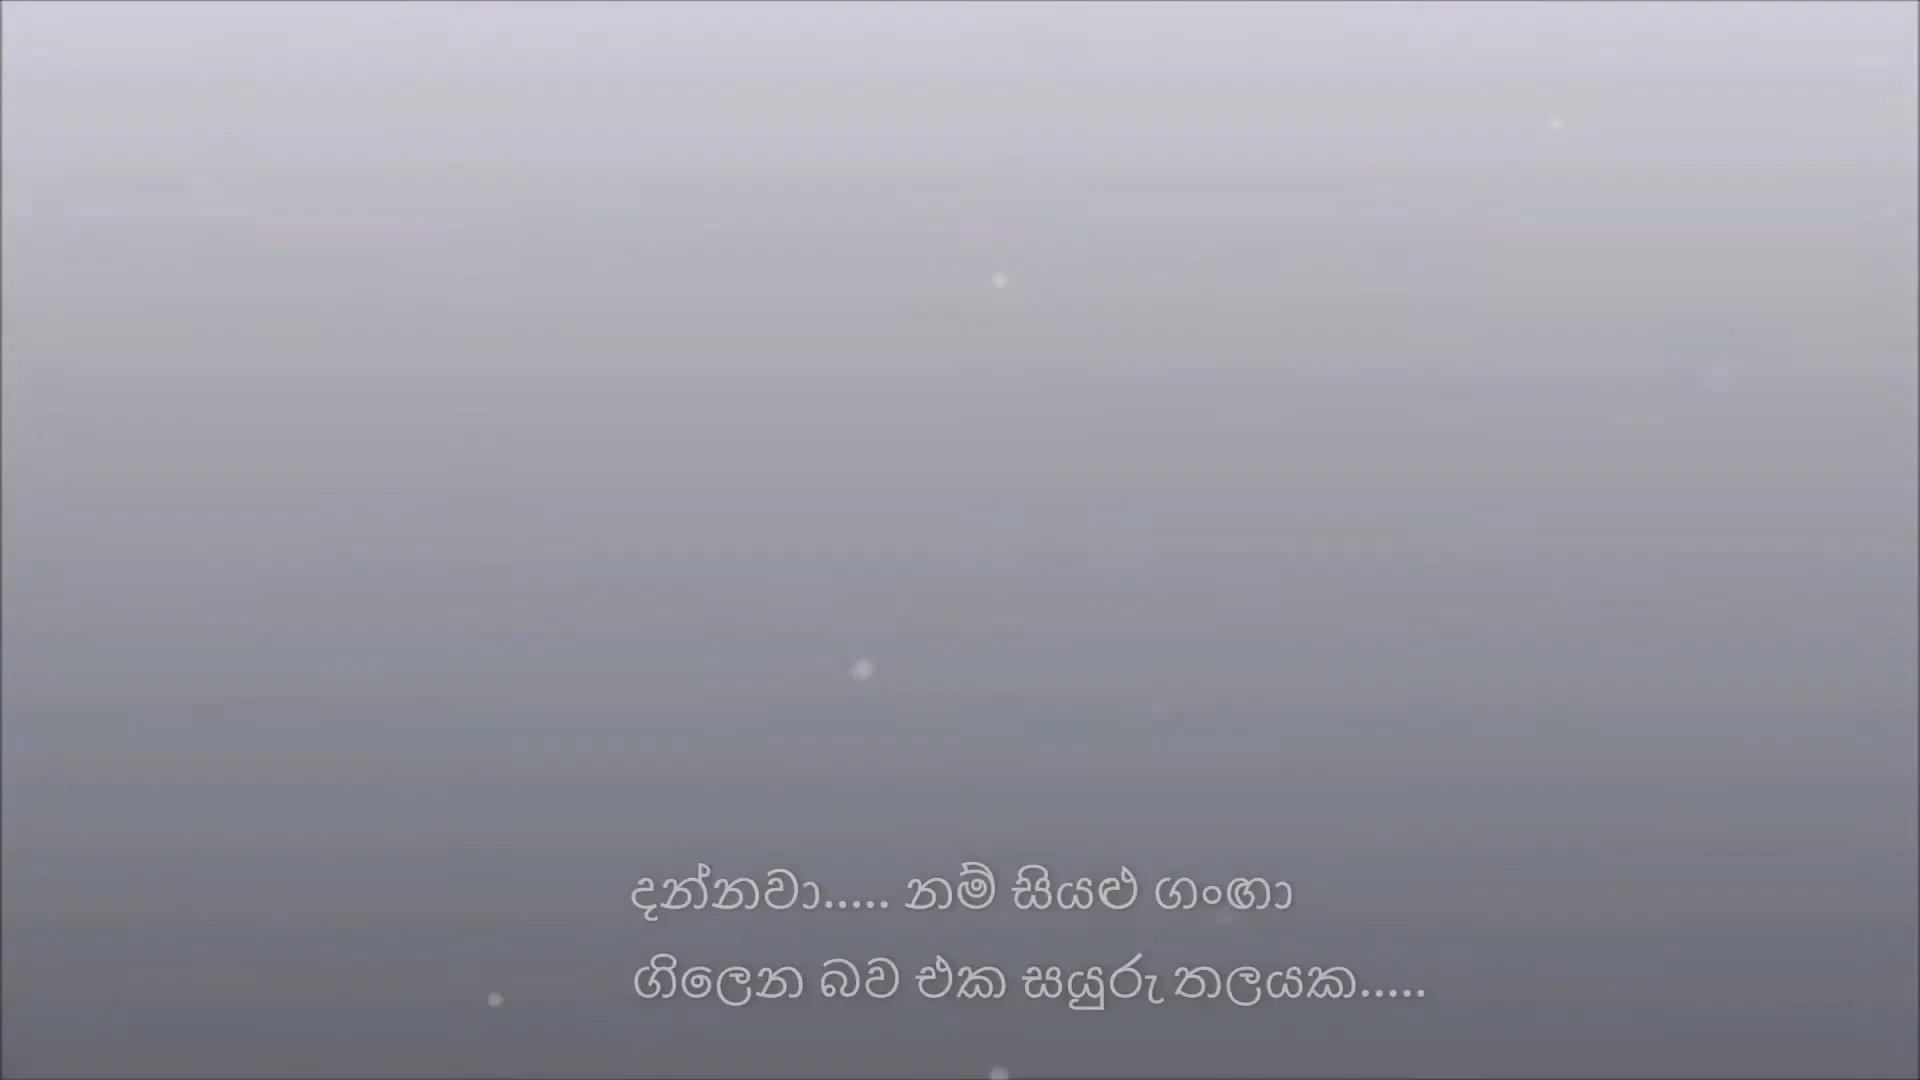 දන්නවා..... නම් සියළු ගංඟා
ගිලෙන බව එක සයුරු තලයක.....